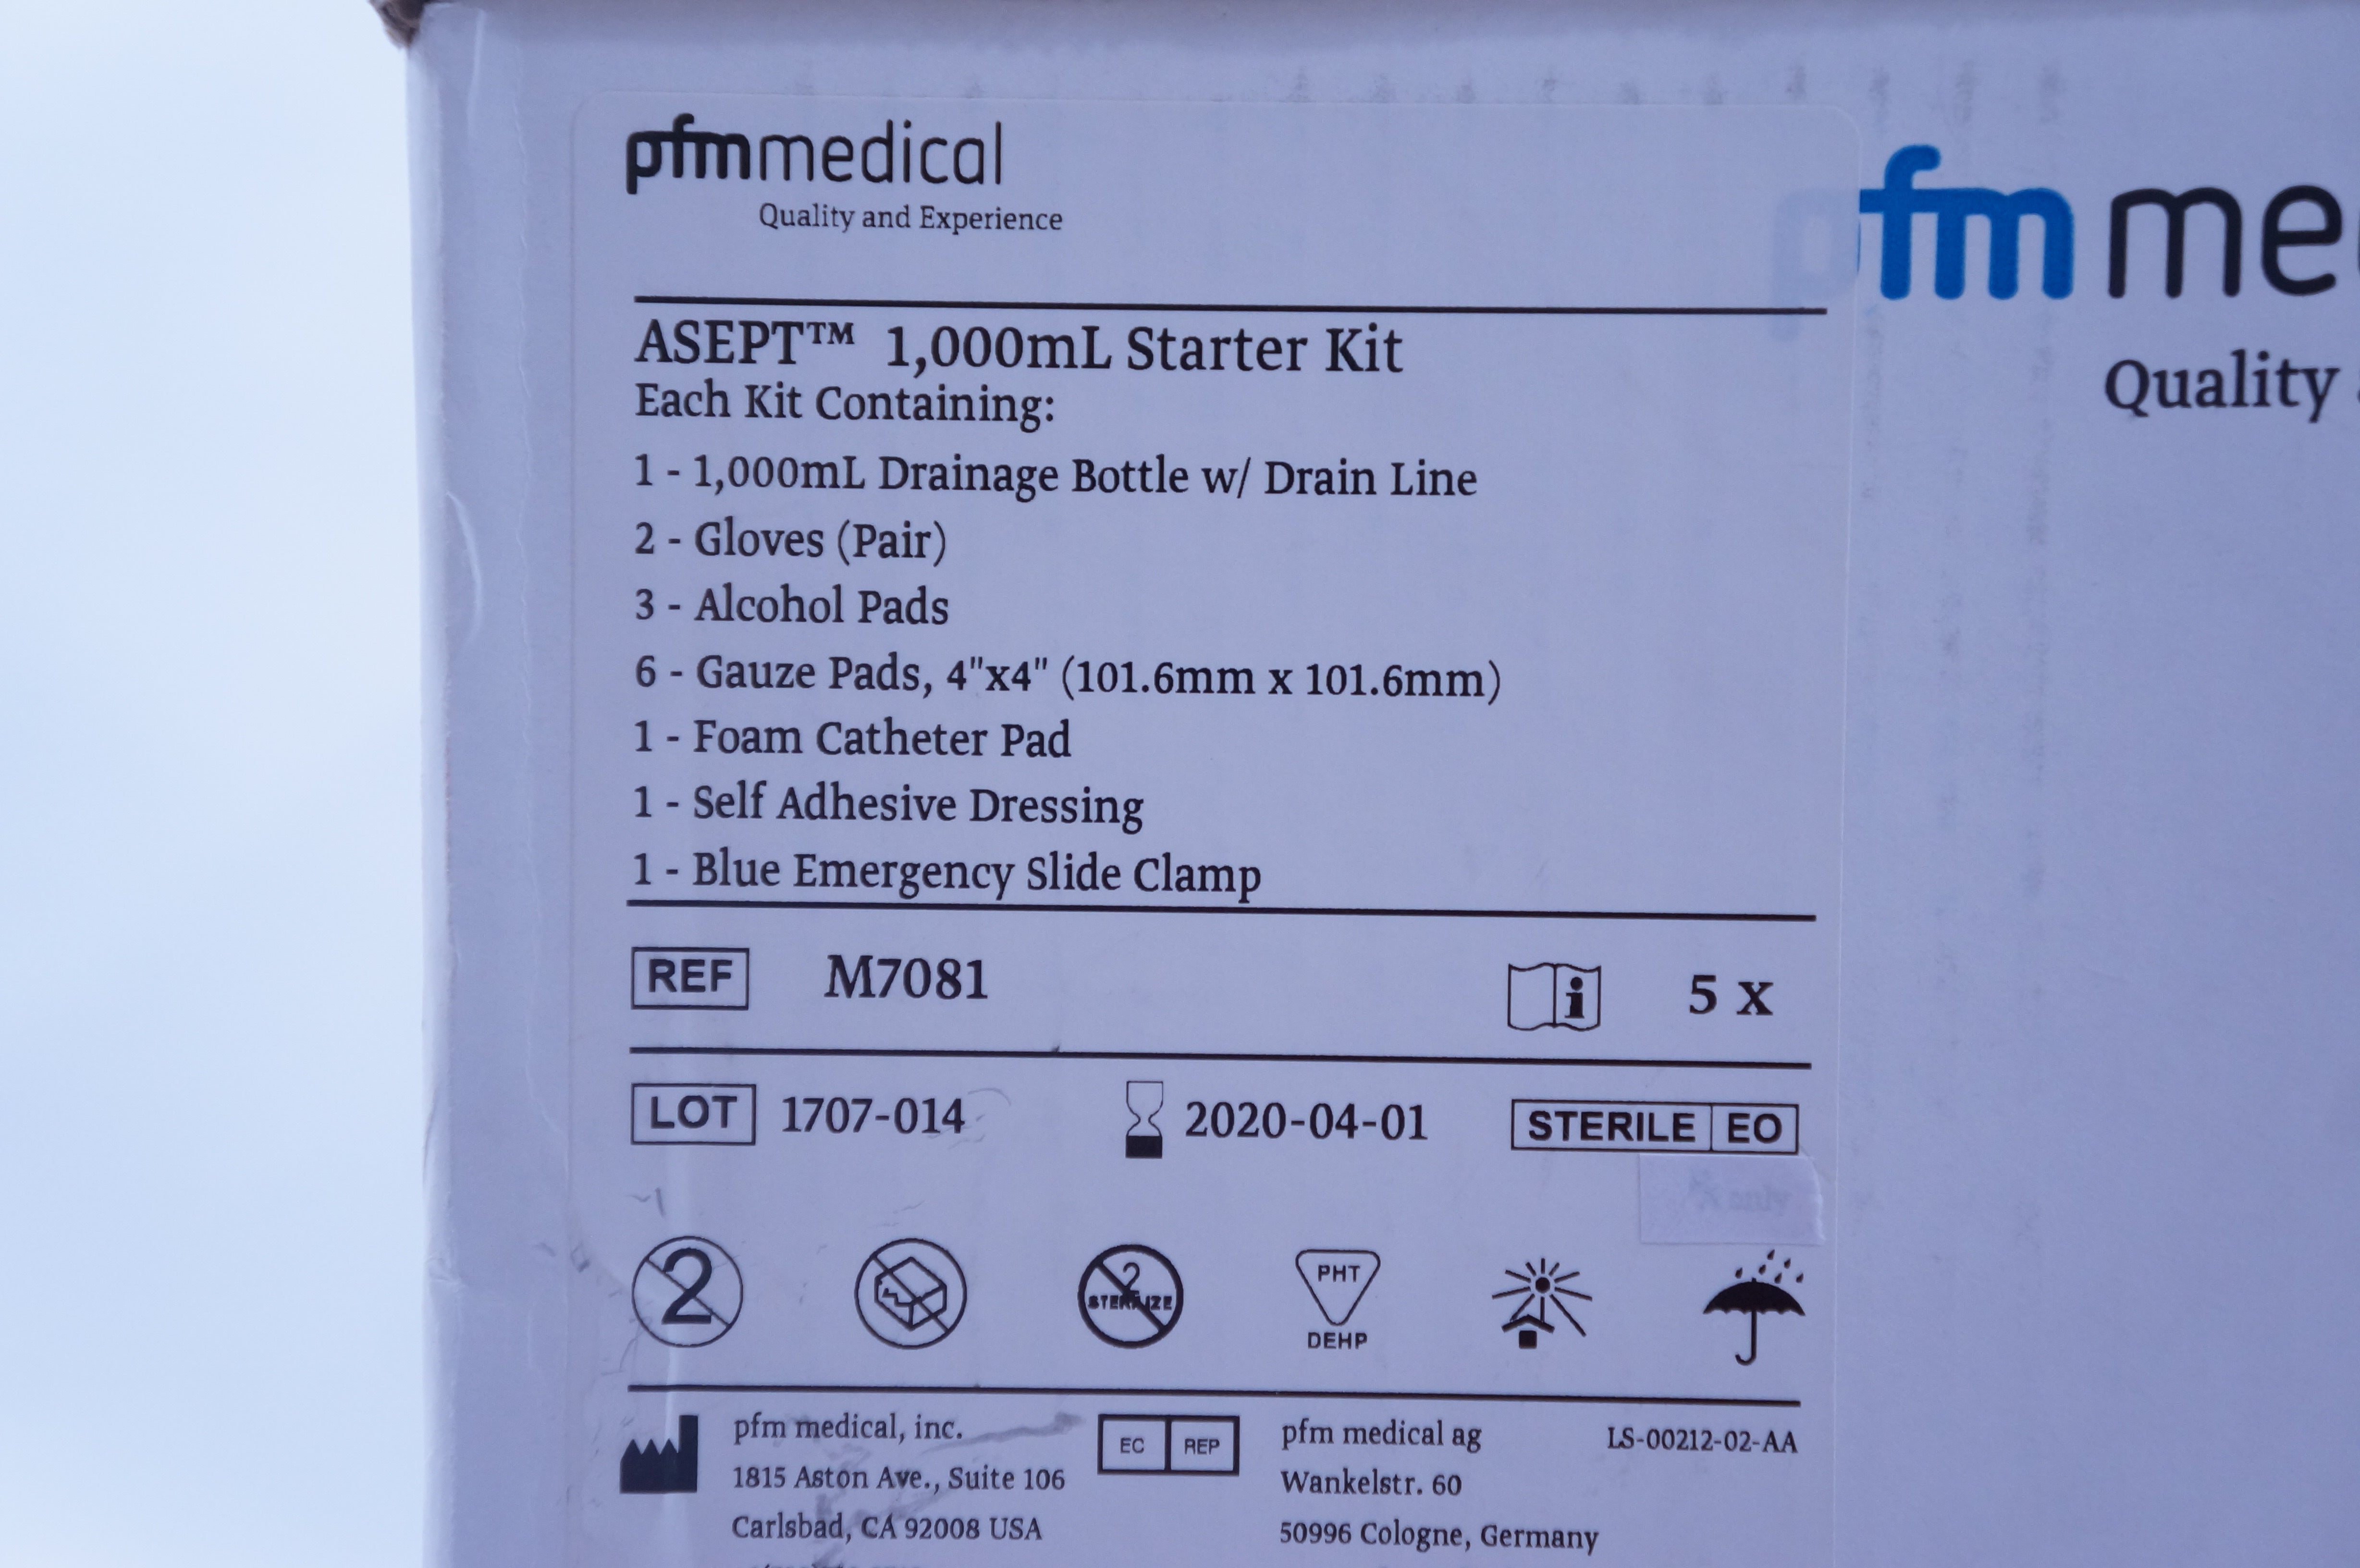 pfmmedical
Quality and Experience
fm me
Quality
ASEPT™ 1,000mL Starter Kit
Each Kit Containing:
1 - 1,000mL Drainage Bottle w/ Drain Line
2 - Gloves (Pair)
3 - Alcohol Pads
6 - Gauze Pads, 4"x4" (101.6mm x 101.6mm)
1 - Foam Catheter Pad
1 - Self Adhesive Dressing
1 - Blue Emergency Slide Clamp
REF M7081 i 5 x
LOT 1707-014 2020-04-01 STERILE EO
Rx only
2 2 STERILIZE PHT DEHP
pfm medical, inc.
1815 Aston Ave., Suite 106
Carlsbad, CA 92008 USA
EC REP
pfm medical ag
Wankelstr. 60
50996 Cologne, Germany
LS-00212-02-AA